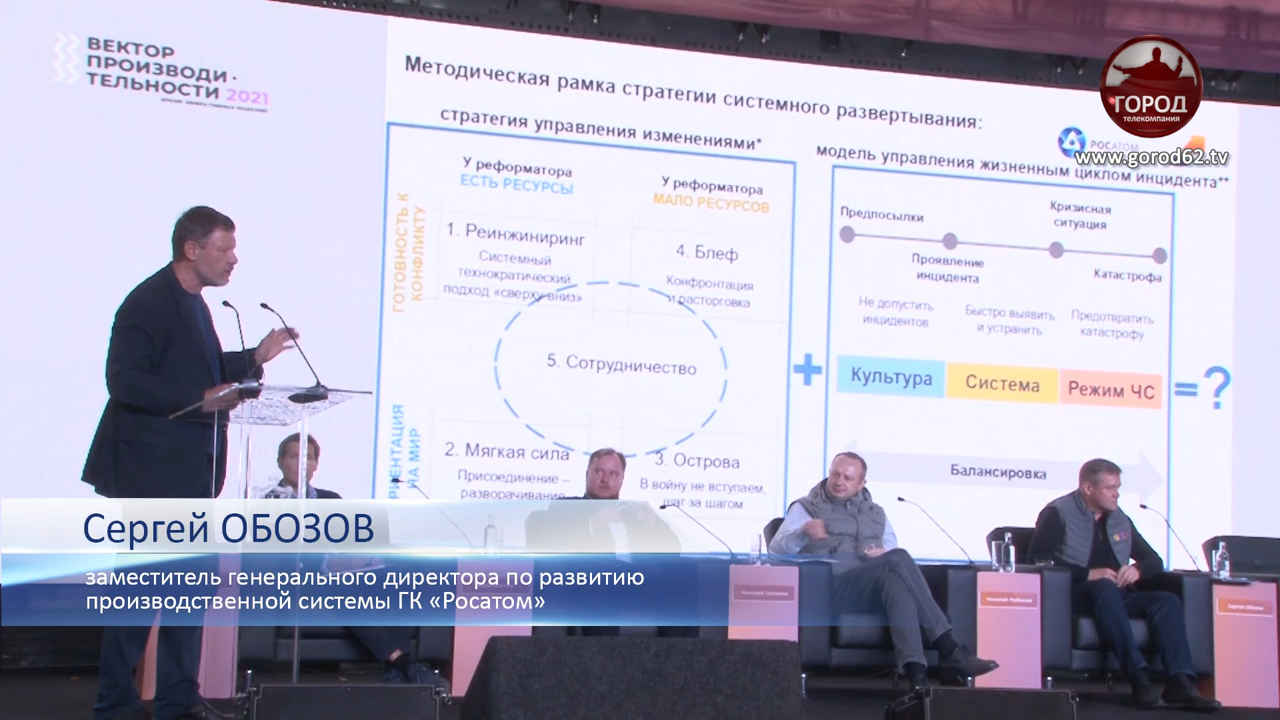 ВЕКТОР
ПРОИЗВОДИ·
ТЕЛЬНОСТИ 2021
ГОРОД
телекомпания
www.gorod62.tv
РОСАТОМ
Методическая рамка стратегии системного развертывания:
стратегия управления изменениями*
У реформатора
ЕСТЬ РЕСУРСЫ
У реформатора
МАЛО РЕСУРСОВ
ГОТОВНОСТЬ К
КОНФЛИКТУ
1. Реинжиниринг
Системный
технократический
подход «сверху-вниз»
4. Блеф
Конфронтация
и расторговка
5. Сотрудничество
НА МИР
2. Мягкая сила
Присоединение –
разворачивание
3. Острова
В войну не вступаем,
шаг за шагом
+
модель управления жизненным циклом инцидента**
Предпосылки
Проявление
инцидента
Кризисная
ситуация
Катастрофа
Не допустить
инцидентов
Быстро выявить
и устранить
Предотвратить
катастрофу
Культура
Система
Режим ЧС
=?
Балансировка
Сергей ОБОЗОВ
заместитель генерального директора по развитию
производственной системы ГК «Росатом»